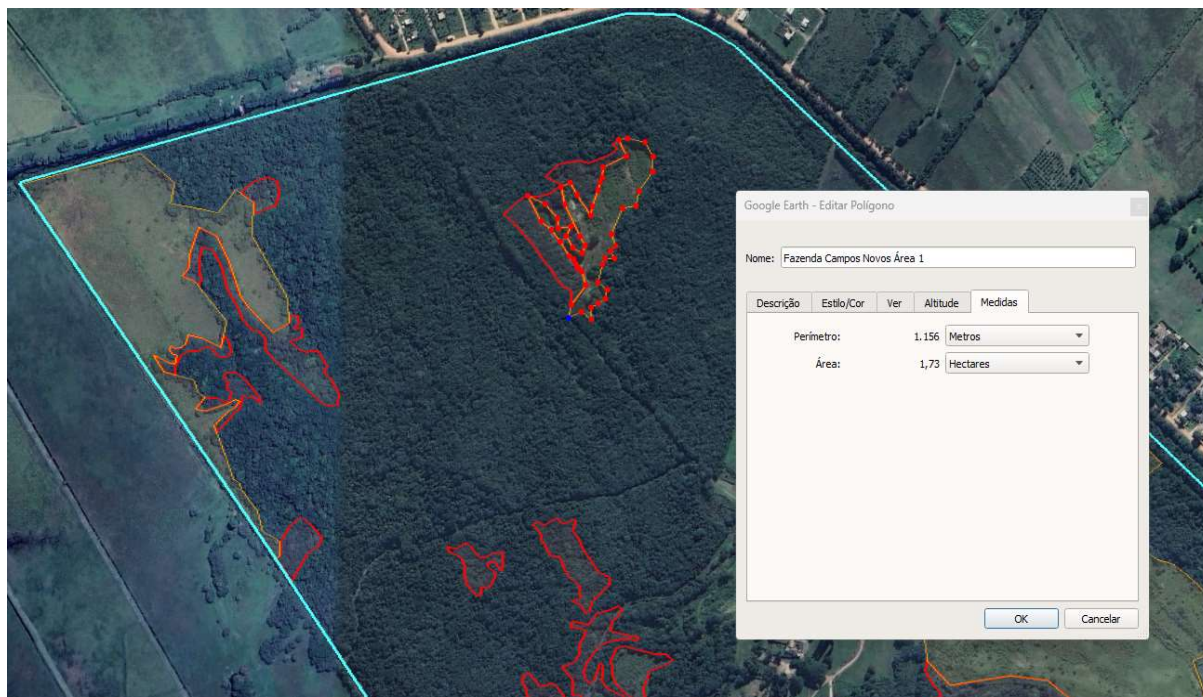 Google Earth - Editar Polígono
Nome: Fazenda Campos Novos Área 1
Descrição Estilo/Cor Ver Altitude Medidas
Perímetro: 1.156 Metros
Área: 1,73 Hectares
OK Cancelar